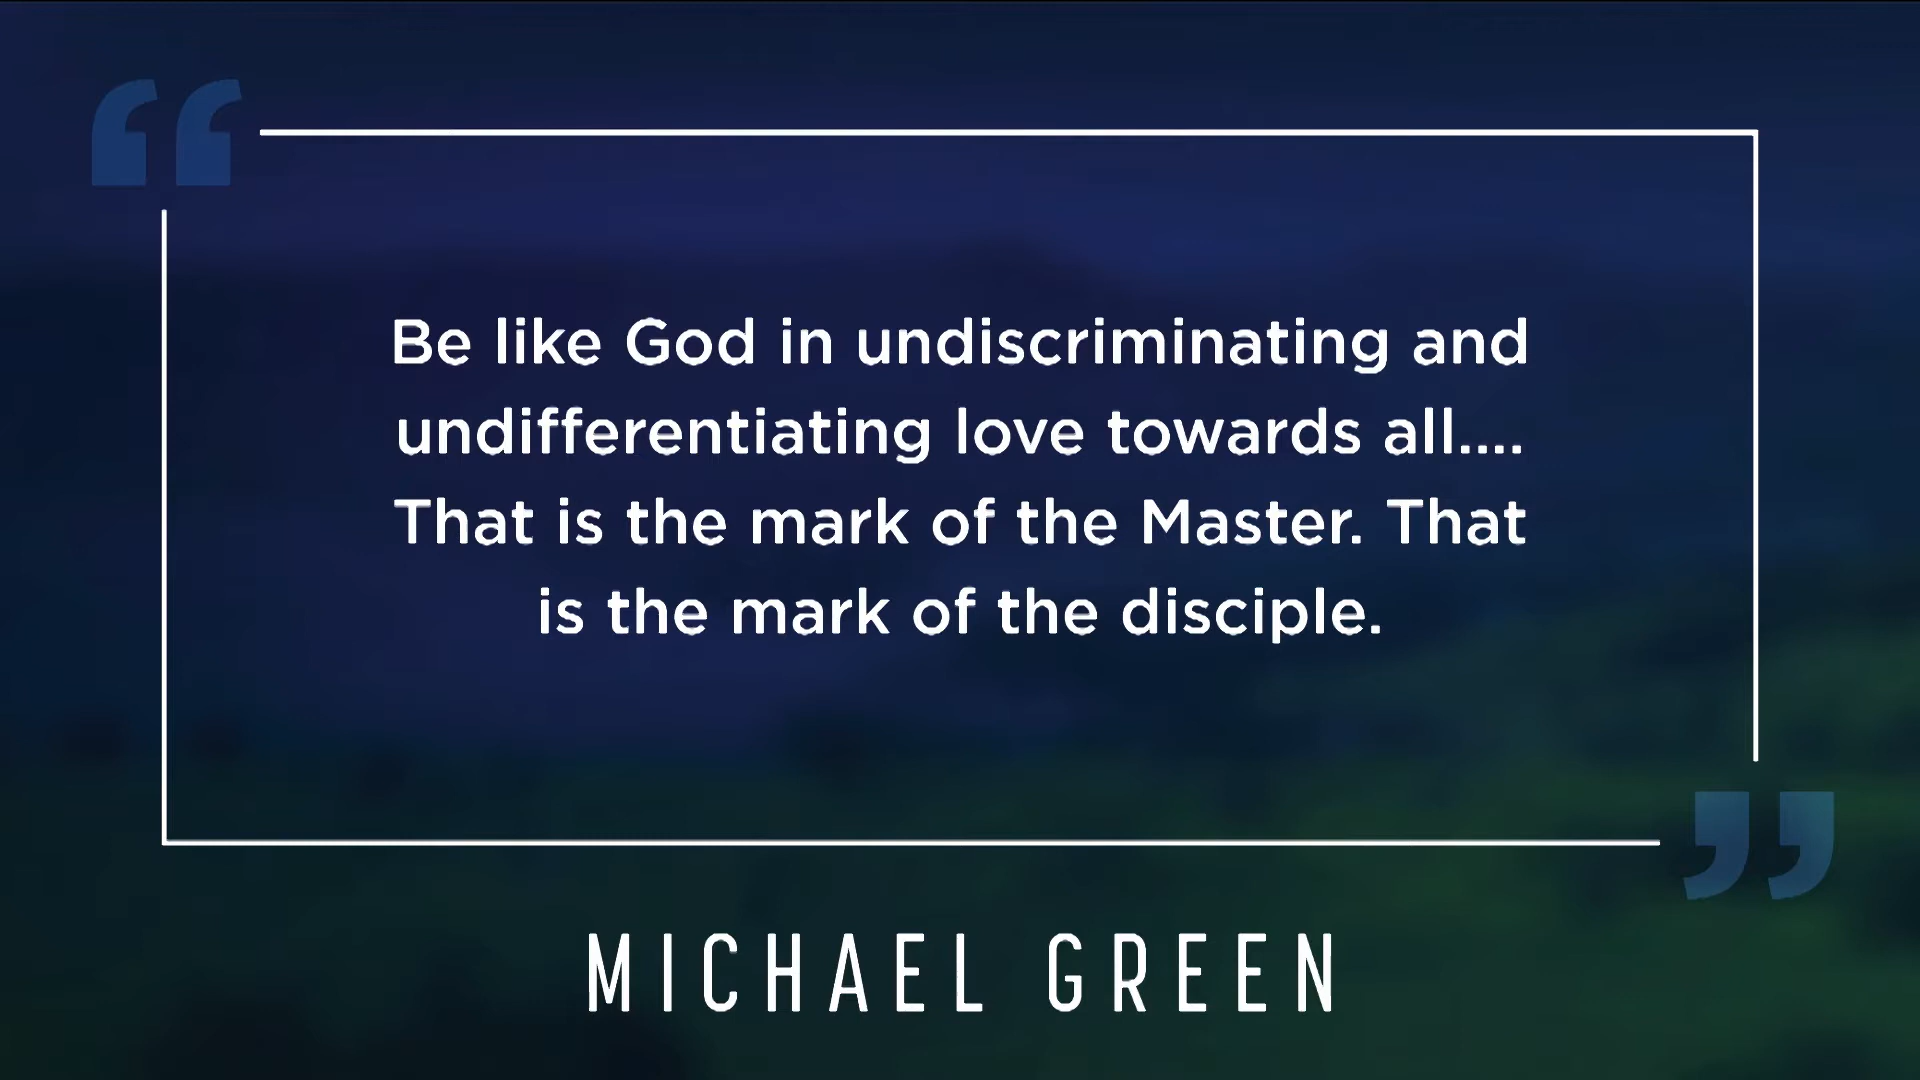 Be like God in undiscriminating and
undifferentiating love towards all....
That is the mark of the Master. That
is the mark of the disciple.
MICHAEL GREEN